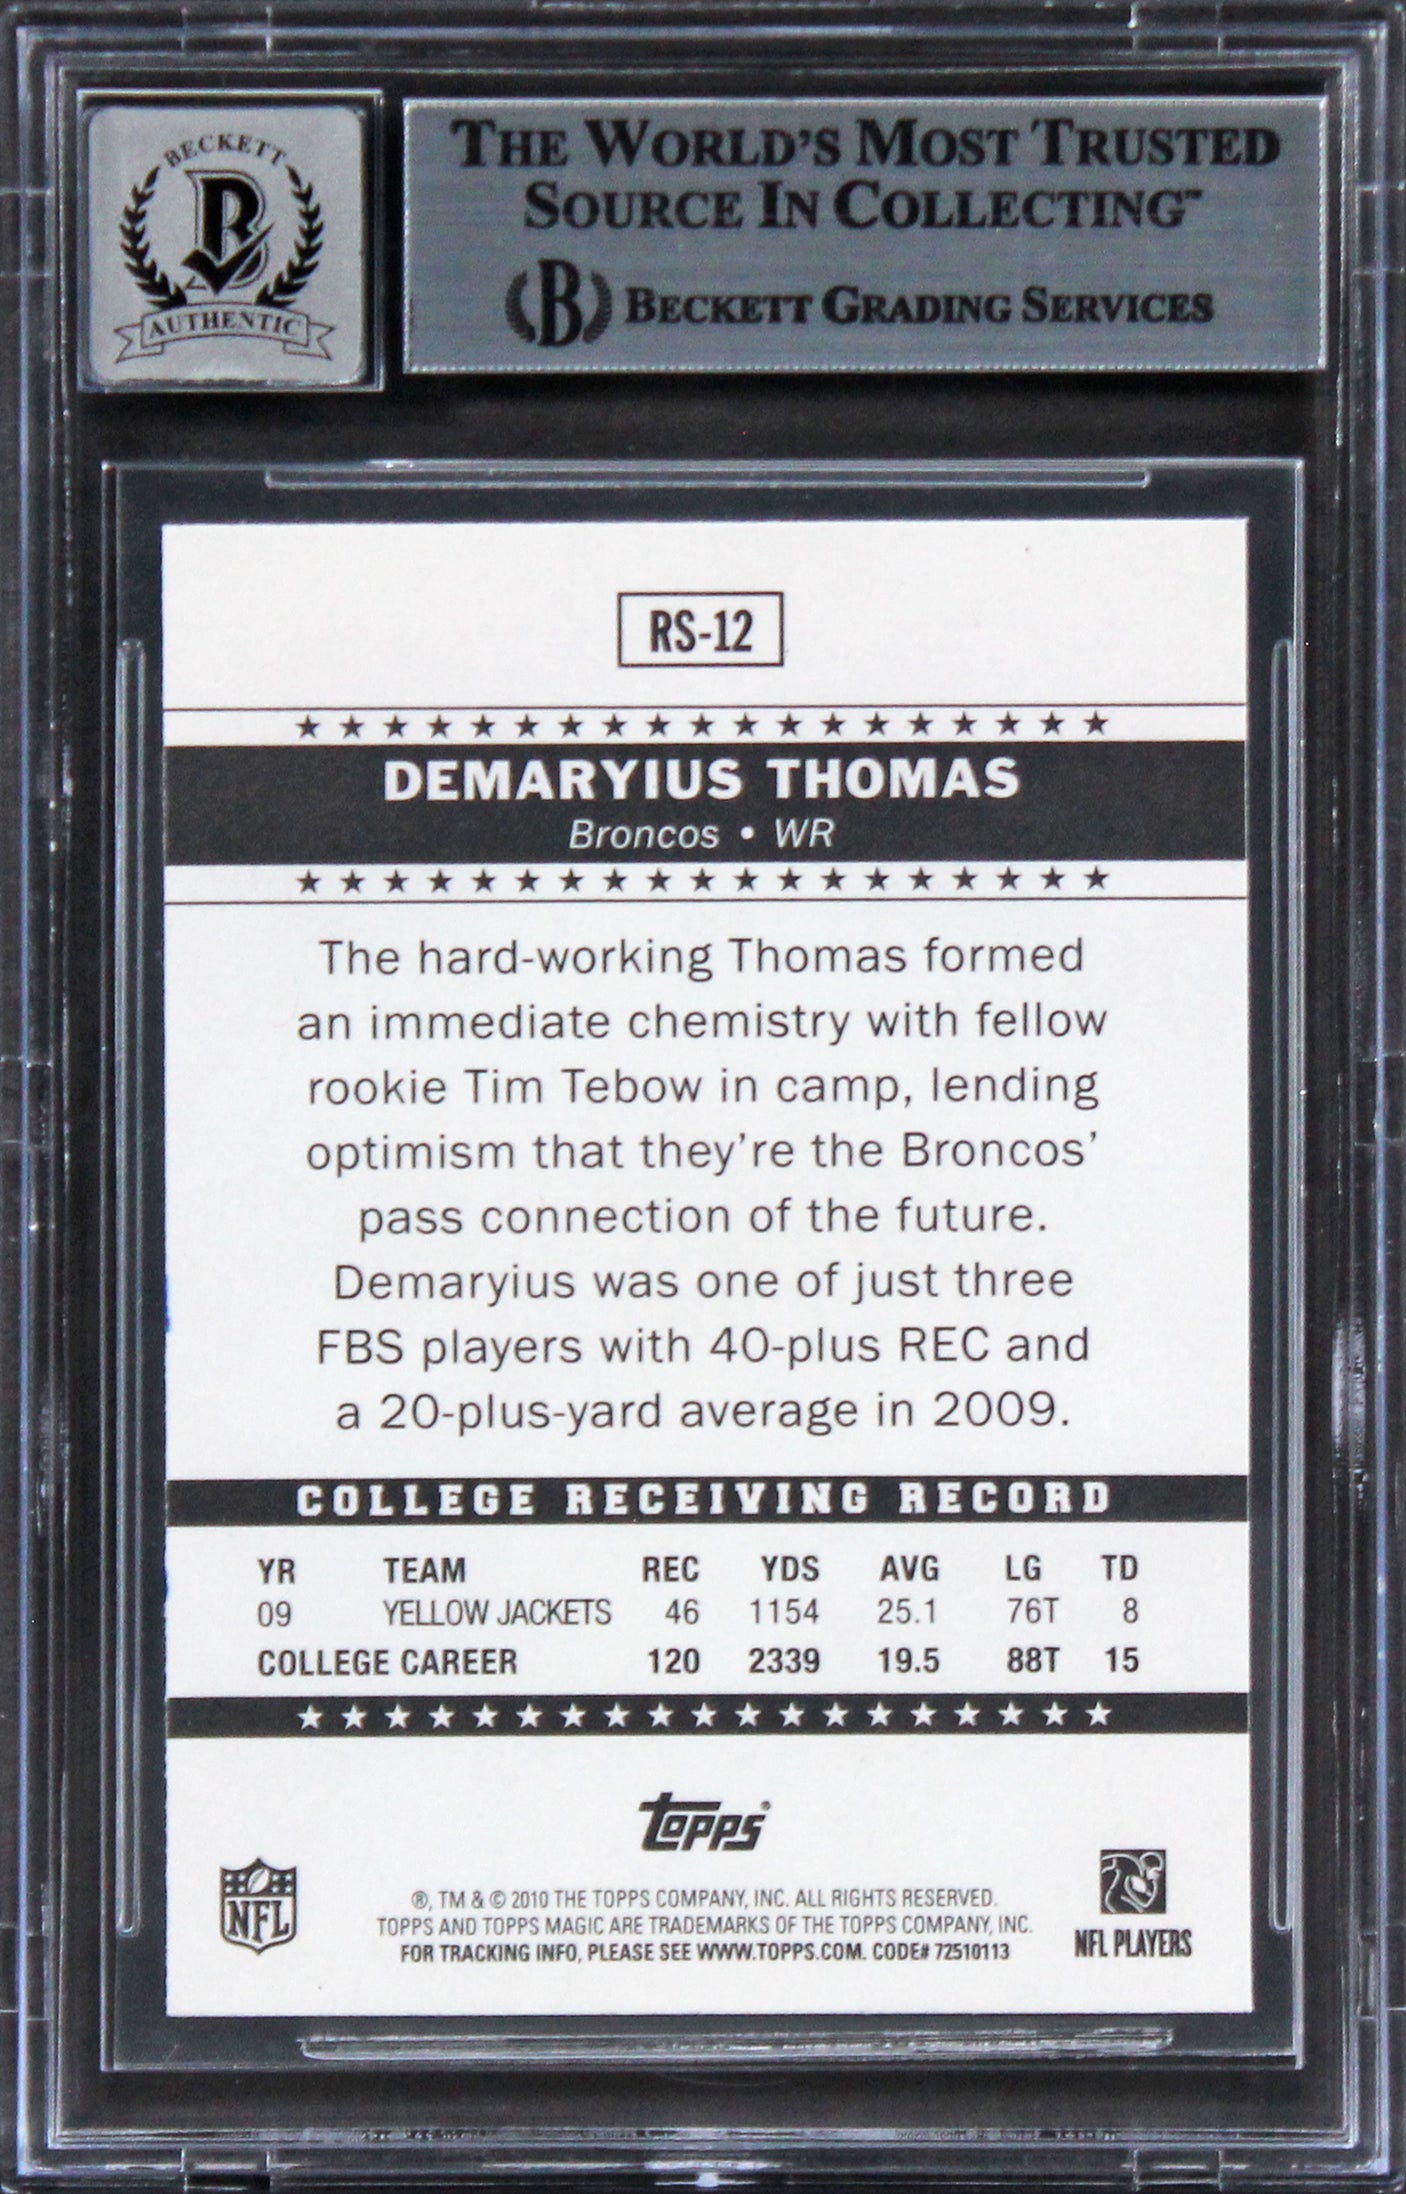 BECKETT
B
AUTHENTIC
THE WORLD'S MOST TRUSTED
SOURCE IN COLLECTING™
B BECKETT GRADING SERVICES
RS-12
DEMARYIUS THOMAS
Broncos • WR
The hard-working Thomas formed
an immediate chemistry with fellow
rookie Tim Tebow in camp, lending
optimism that they're the Broncos'
pass connection of the future.
Demaryius was one of just three
FBS players with 40-plus REC and
a 20-plus-yard average in 2009.
COLLEGE RECEIVING RECORD
YR TEAM REC YDS AVG LG TD
09 YELLOW JACKETS 46 1154 25.1 76T 8
COLLEGE CAREER 120 2339 19.5 88T 15
Topps®
NFL
®, TM & © 2010 THE TOPPS COMPANY, INC. ALL RIGHTS RESERVED.
TOPPS AND TOPPS MAGIC ARE TRADEMARKS OF THE TOPPS COMPANY, INC.
FOR TRACKING INFO, PLEASE SEE WWW.TOPPS.COM. CODE# 72510113
NFL PLAYERS